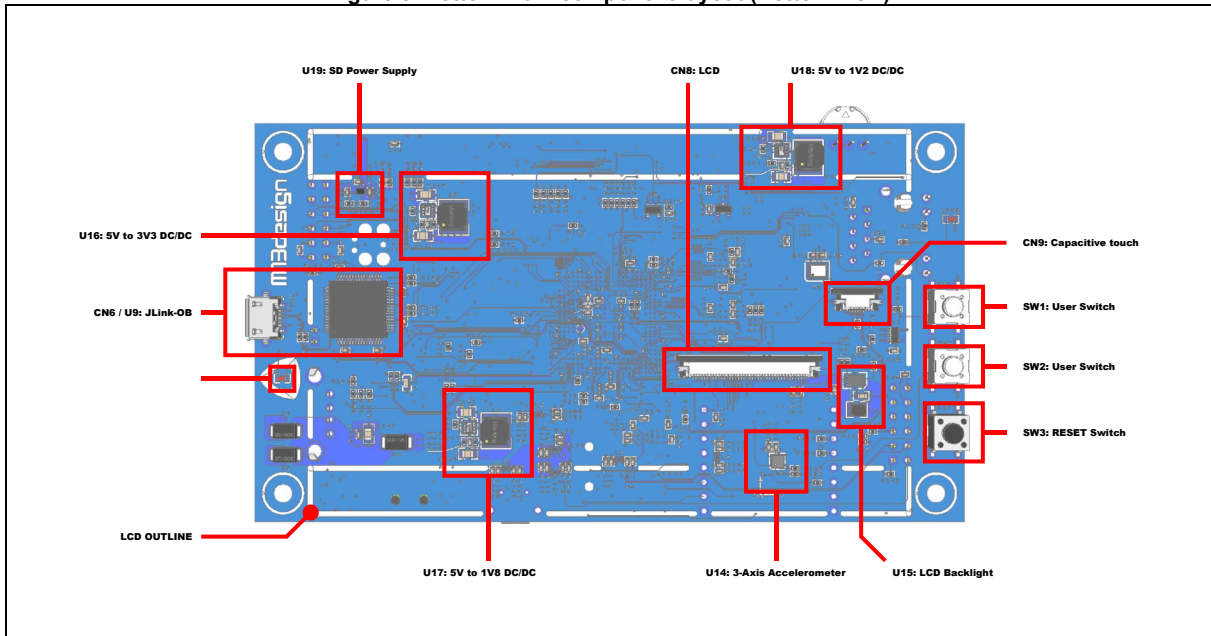 U19: SD Power Supply
CN8: LCD
U18: 5V to 1V2 DC/DC
U16: 5V to 3V3 DC/DC
CN9: Capacitive touch
CN6 / U9: JLink-OB
SW1: User Switch
SW2: User Switch
SW3: RESET Switch
LCD OUTLINE
U17: 5V to 1V8 DC/DC
U14: 3-Axis Accelerometer
U15: LCD Backlight